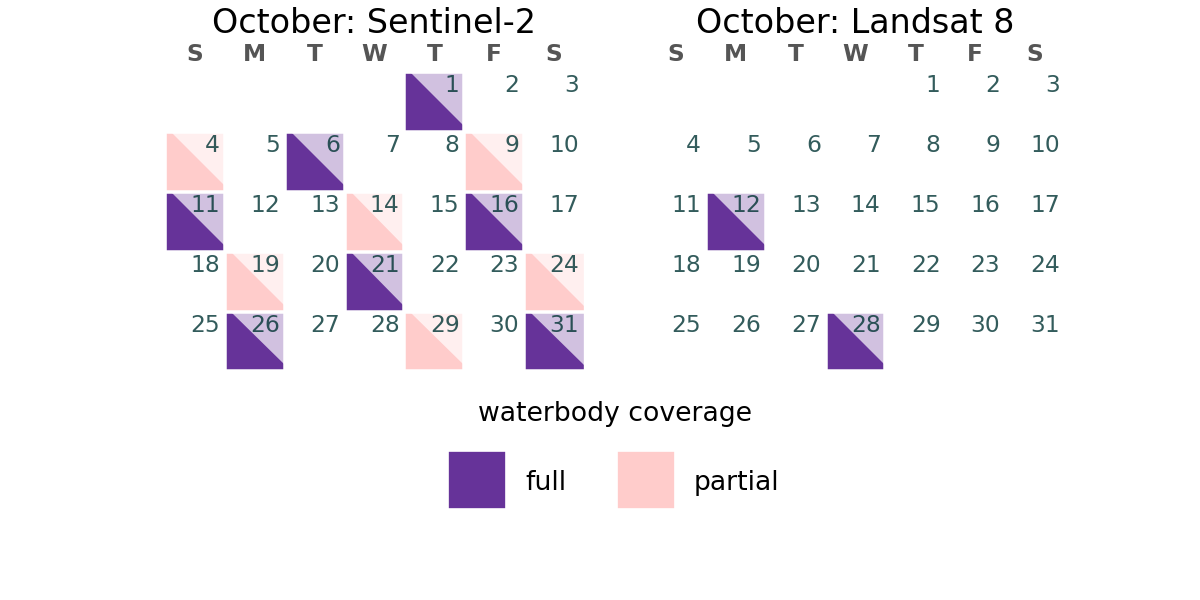 October: Sentinel-2
S M T W T F S
1 2 3
4 5 6 7 8 9 10
11 12 13 14 15 16 17
18 19 20 21 22 23 24
25 26 27 28 29 30 31
October: Landsat 8
S M T W T F S
1 2 3
4 5 6 7 8 9 10
11 12 13 14 15 16 17
18 19 20 21 22 23 24
25 26 27 28 29 30 31
waterbody coverage
full partial